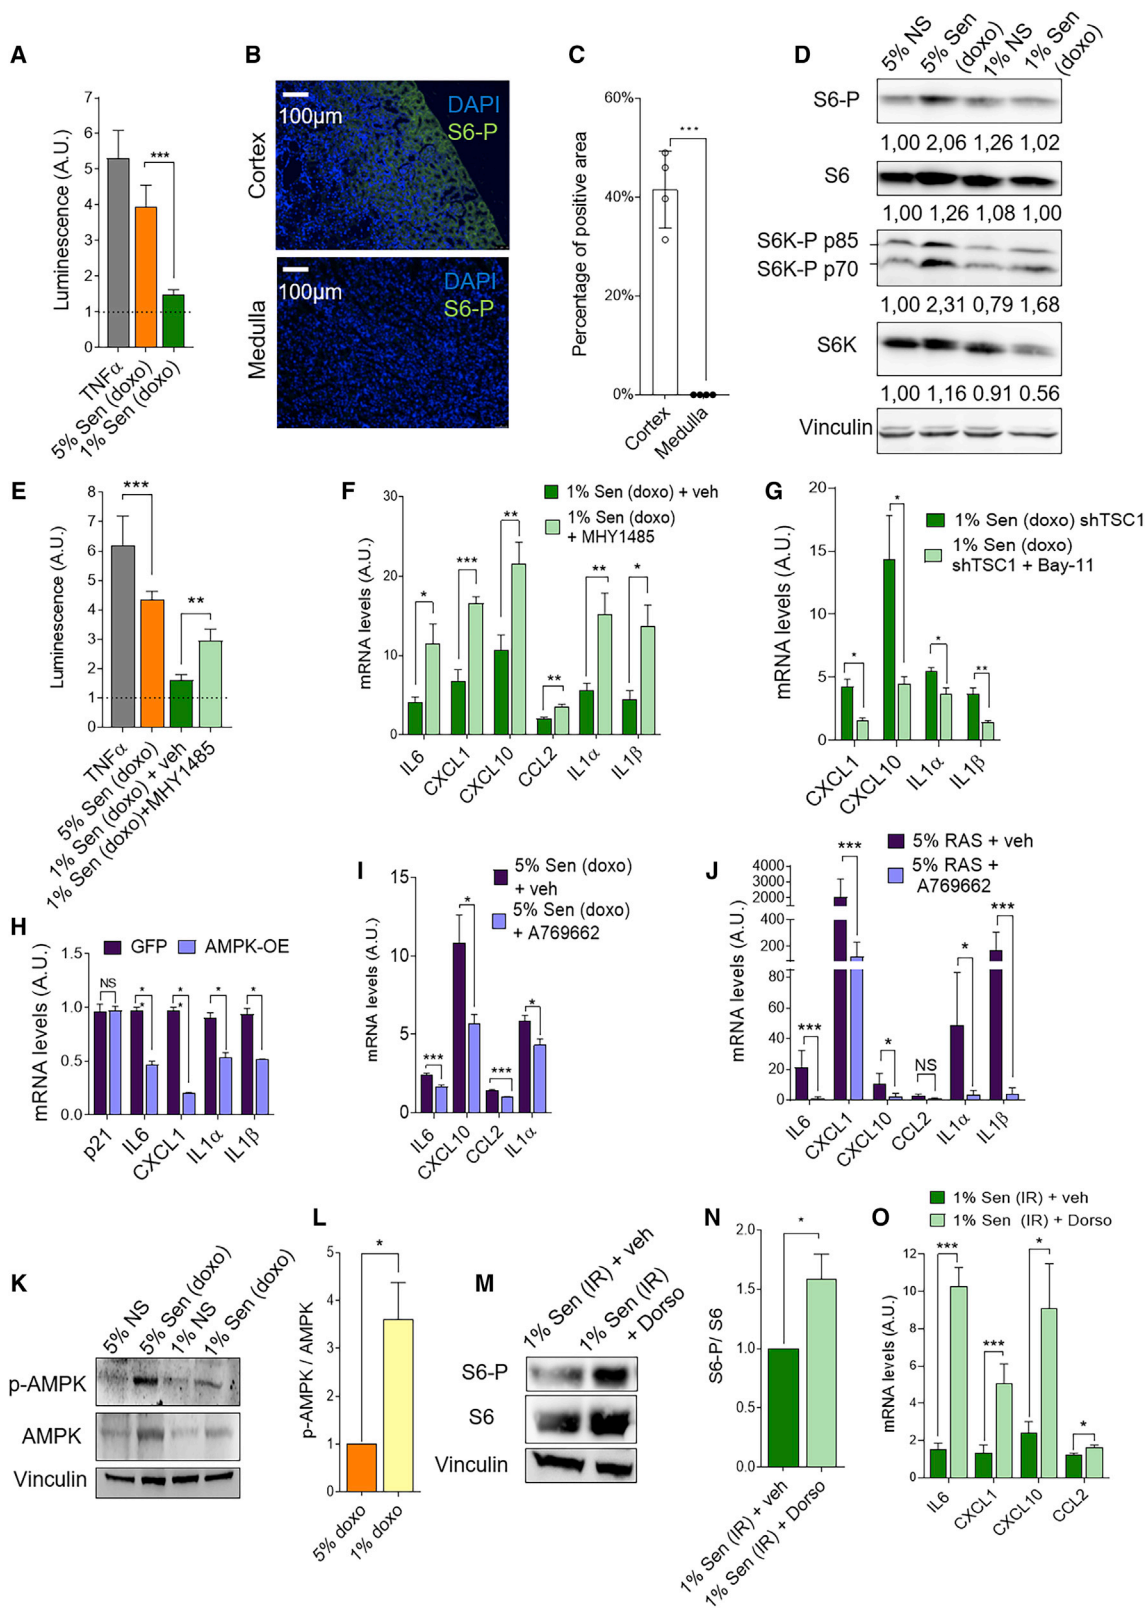 A
Luminescence (A.U.)
7
6
5
4
3
2
1
0
***
TNFα
5% Sen (doxo)
1% Sen (doxo)
B
Cortex
100µm
DAPI
S6-P
Medulla
100µm
DAPI
S6-P
C
Percentage of positive area
60%
40%
20%
0%
***
Cortex
Medulla
D
5% NS
5% Sen (doxo)
1% NS
1% Sen (doxo)
S6-P
1,00 2,06 1,26 1,02
S6
1,00 1,26 1,08 1,00
S6K-P p85
S6K-P p70
1,00 2,31 0,79 1,68
S6K
1,00 1,16 0.91 0.56
Vinculin
E
Luminescence (A.U.)
8
7
6
5
4
3
2
1
0
***
**
TNFα
5% Sen (doxo)
1% Sen (doxo) + veh
1% Sen (doxo)+MHY1485
F
1% Sen (doxo) + veh
1% Sen (doxo)
+ MHY1485
mRNA levels (A.U.)
30
20
10
0
*
***
**
**
**
*
IL6
CXCL1
CXCL10
CCL2
IL1α
IL1β
G
1% Sen (doxo) shTSC1
1% Sen (doxo)
shTSC1 + Bay-11
mRNA levels (A.U.)
20
15
10
5
0
*
*
*
**
CXCL1
CXCL10
IL1α
IL1β
H
GFP
AMPK-OE
mRNA levels (A.U.)
1.5
1.0
0.5
0.0
NS
*
*
*
*
*
*
p21
IL6
CXCL1
IL1α
IL1β
I
5% Sen (doxo)
+ veh
5% Sen (doxo)
+ A769662
mRNA levels (A.U.)
15
10
5
0
***
*
***
*
IL6
CXCL10
CCL2
IL1α
J
5% RAS + veh
5% RAS +
A769662
mRNA levels (A.U.)
4000
3000
2000
400
200
80
60
40
20
0
***
***
*
NS
*
***
IL6
CXCL1
CXCL10
CCL2
IL1α
IL1β
K
5% NS
5% Sen (doxo)
1% NS
1% Sen (doxo)
p-AMPK
AMPK
Vinculin
L
p-AMPK / AMPK
5
4
3
2
1
0
*
5% doxo
1% doxo
M
1% Sen (IR) + veh
1% Sen (IR)
+ Dorso
S6-P
S6
Vinculin
N
S6-P/ S6
2.0
1.5
1.0
0.5
0.0
*
1% Sen (IR) + veh
1% Sen (IR) + Dorso
O
1% Sen (IR) + veh
1% Sen (IR) + Dorso
mRNA levels (A.U.)
12
10
8
6
4
2
0
***
***
*
*
IL6
CXCL1
CXCL10
CCL2